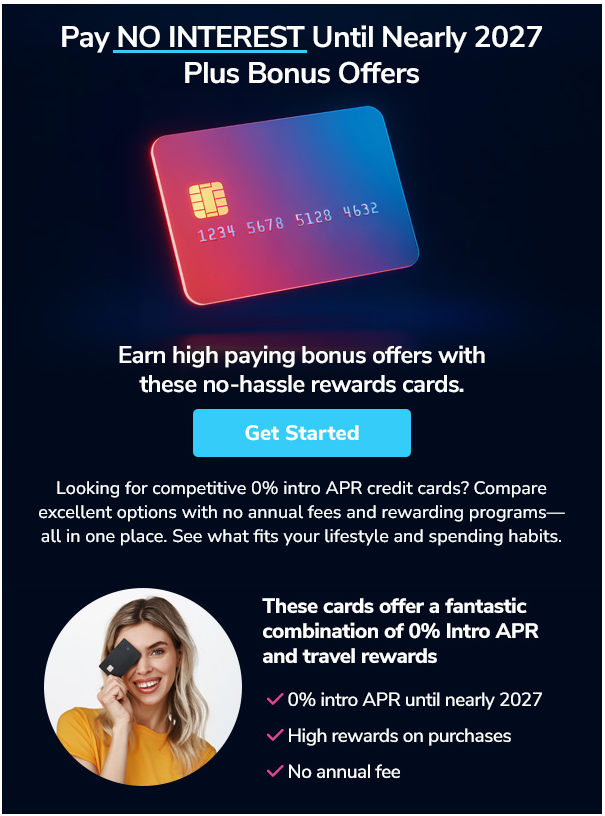 Pay NO INTEREST Until Nearly 2027
Plus Bonus Offers
1234 5678 5128 4632
Earn high paying bonus offers with
these no-hassle rewards cards.
Get Started
Looking for competitive 0% intro APR credit cards? Compare
excellent options with no annual fees and rewarding programs—
all in one place. See what fits your lifestyle and spending habits.
These cards offer a fantastic
combination of 0% Intro APR
and travel rewards
0% intro APR until nearly 2027
High rewards on purchases
No annual fee